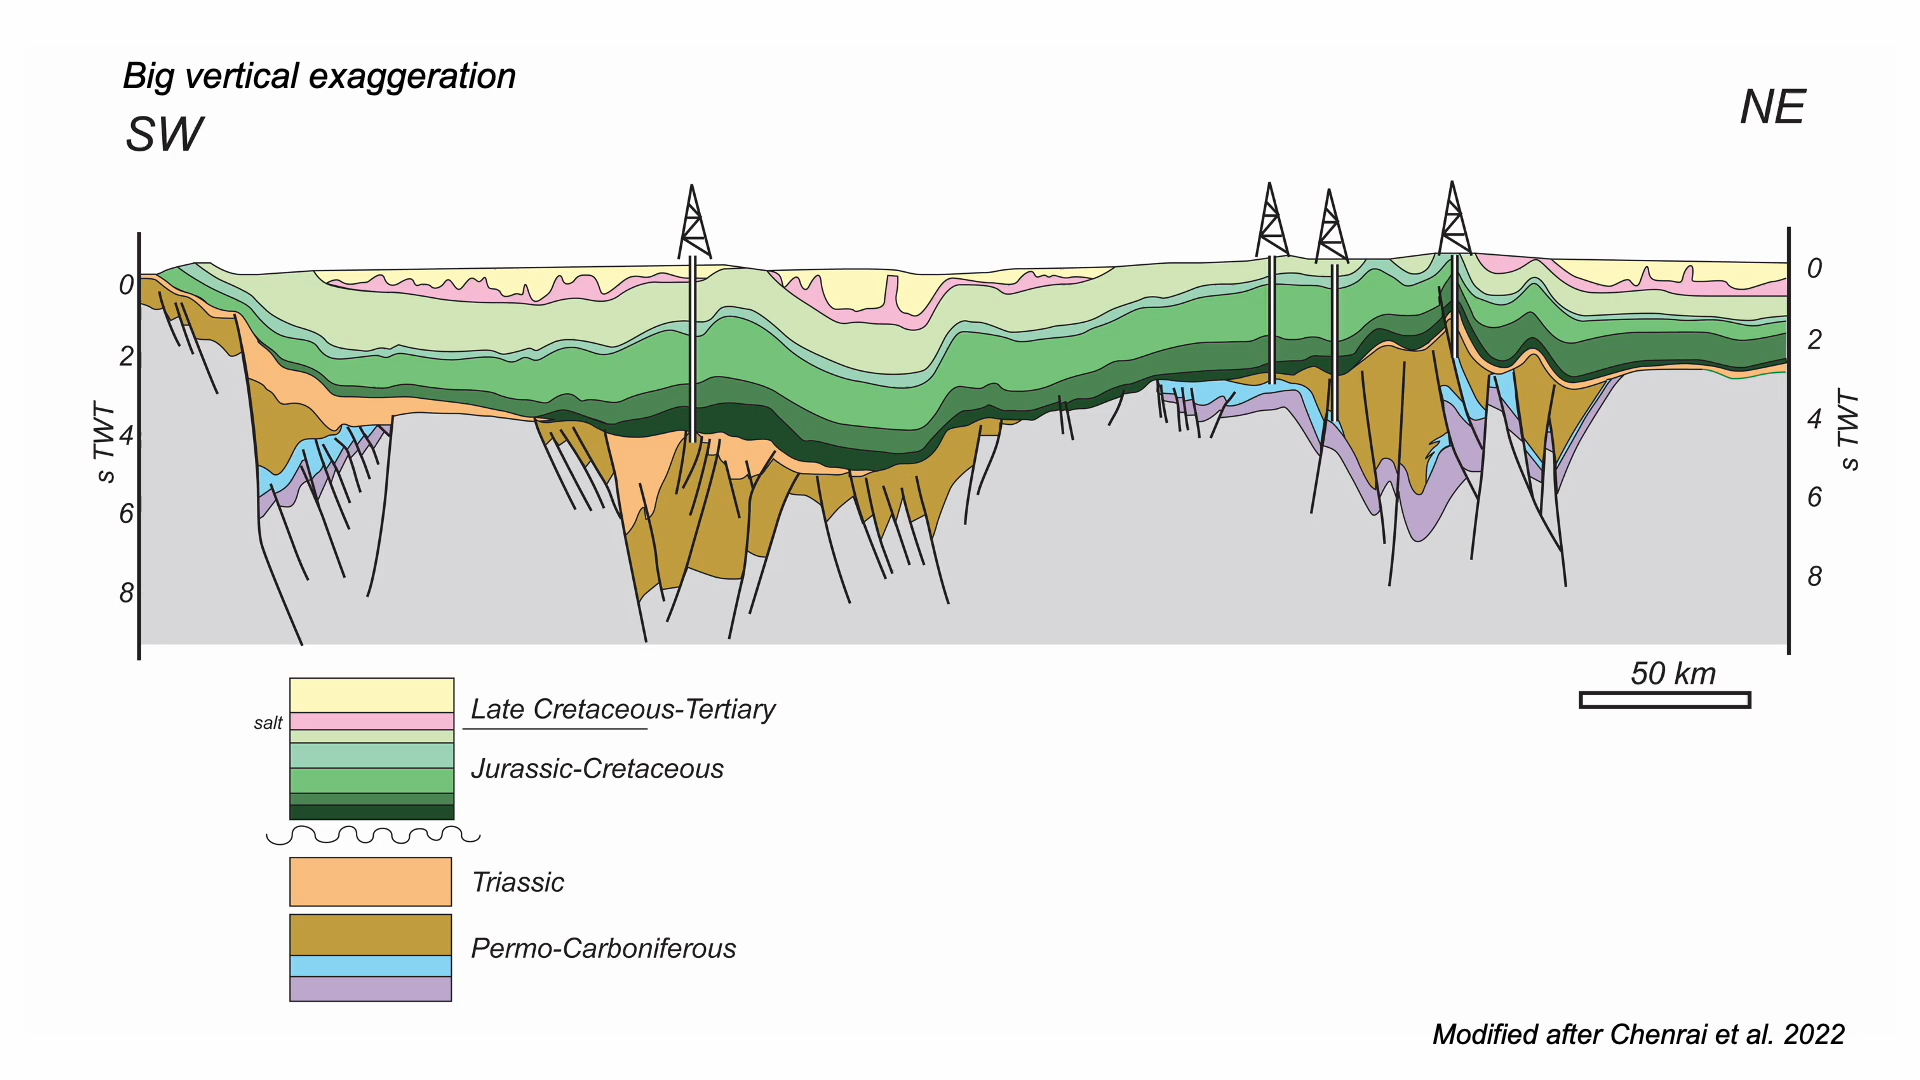 Big vertical exaggeration
SW
NE
0
2
4
6
8
s TWT
0
2
4
6
8
s TWT
50 km
salt
Late Cretaceous-Tertiary
Jurassic-Cretaceous
Triassic
Permo-Carboniferous
Modified after Chenrai et al. 2022